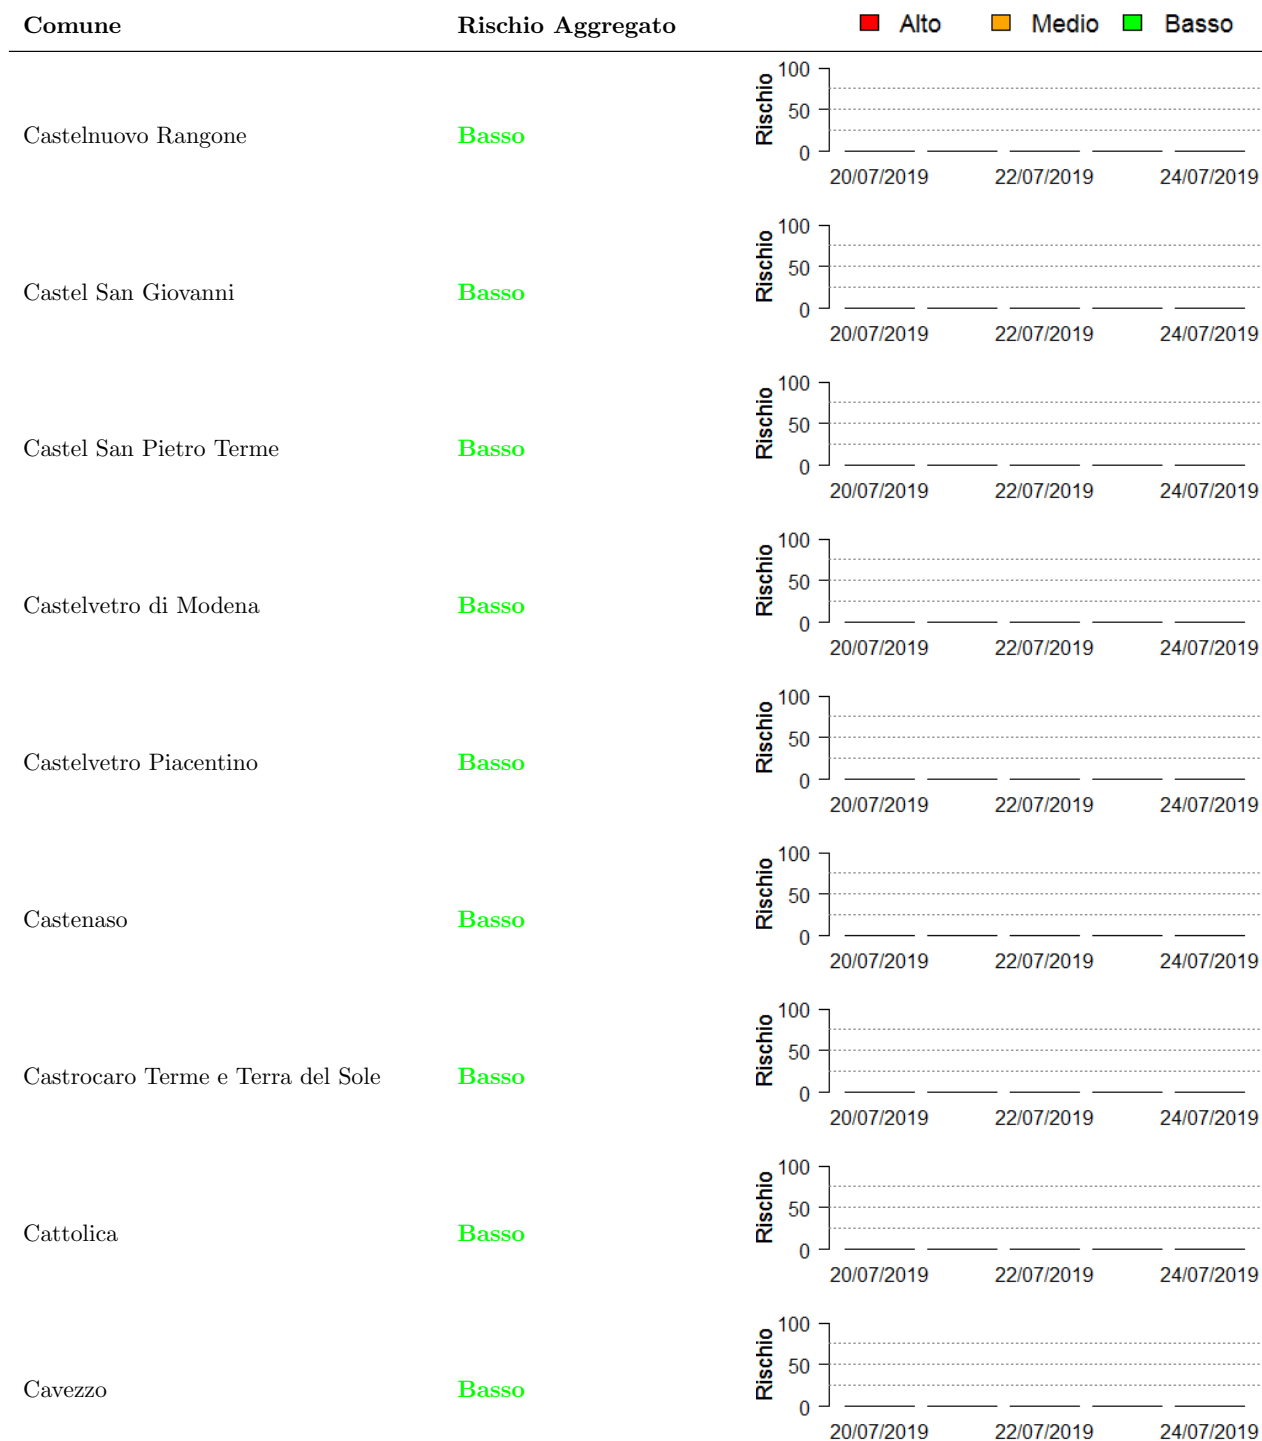 Comune Rischio Aggregato Alto Medio Basso
Castelnuovo Rangone Basso Rischio 100 50 0
20/07/2019 22/07/2019 24/07/2019
Castel San Giovanni Basso Rischio 100 50 0
20/07/2019 22/07/2019 24/07/2019
Castel San Pietro Terme Basso Rischio 100 50 0
20/07/2019 22/07/2019 24/07/2019
Castelvetro di Modena Basso Rischio 100 50 0
20/07/2019 22/07/2019 24/07/2019
Castelvetro Piacentino Basso Rischio 100 50 0
20/07/2019 22/07/2019 24/07/2019
Castenaso Basso Rischio 100 50 0
20/07/2019 22/07/2019 24/07/2019
Castrocaro Terme e Terra del Sole Basso Rischio 100 50 0
20/07/2019 22/07/2019 24/07/2019
Cattolica Basso Rischio 100 50 0
20/07/2019 22/07/2019 24/07/2019
Cavezzo Basso Rischio 100 50 0
20/07/2019 22/07/2019 24/07/2019